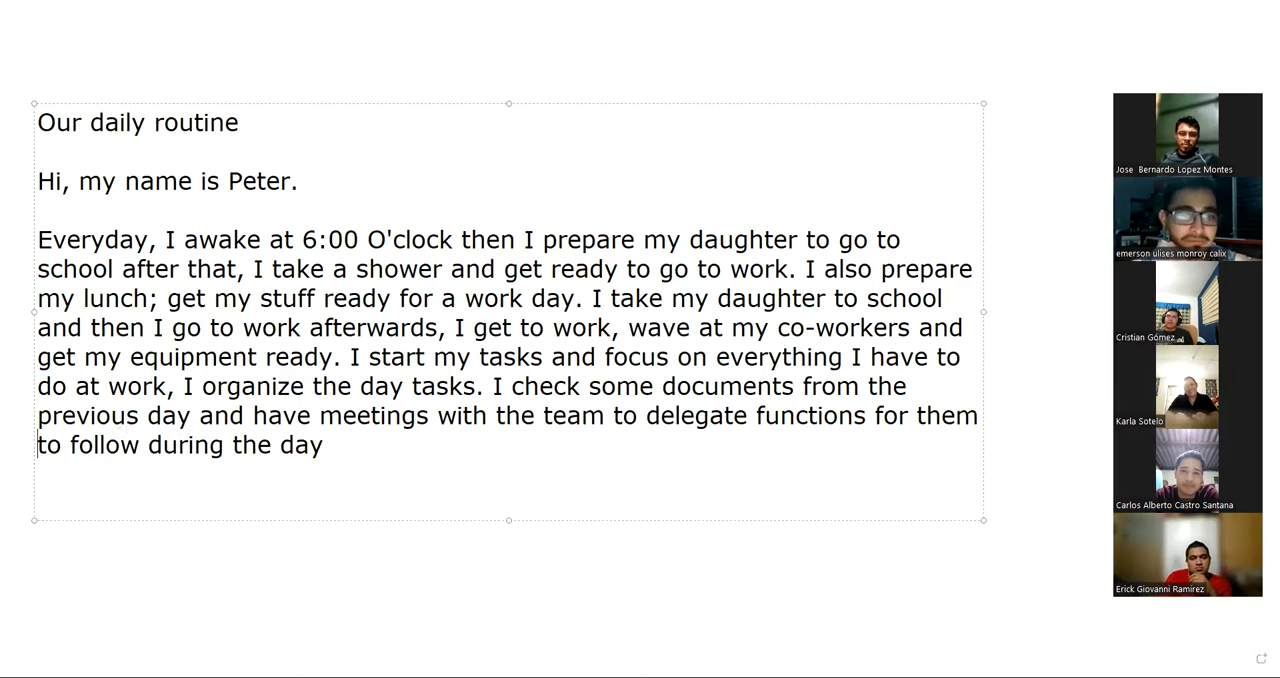 Our daily routine
Hi, my name is Peter.
Everyday, I awake at 6:00 O'clock then I prepare my daughter to go to
school after that, I take a shower and get ready to go to work. I also prepare
my lunch; get my stuff ready for a work day. I take my daughter to school
and then I go to work afterwards, I get to work, wave at my co-workers and
get my equipment ready. I start my tasks and focus on everything I have to
do at work, I organize the day tasks. I check some documents from the
previous day and have meetings with the team to delegate functions for them
to follow during the day
Jose Bernardo Lopez Montes
emerson ulises monroy calix
Cristian Gómez
Karla Sotelo
Carlos Alberto Castro Santana
Erick Giovanni Ramirez